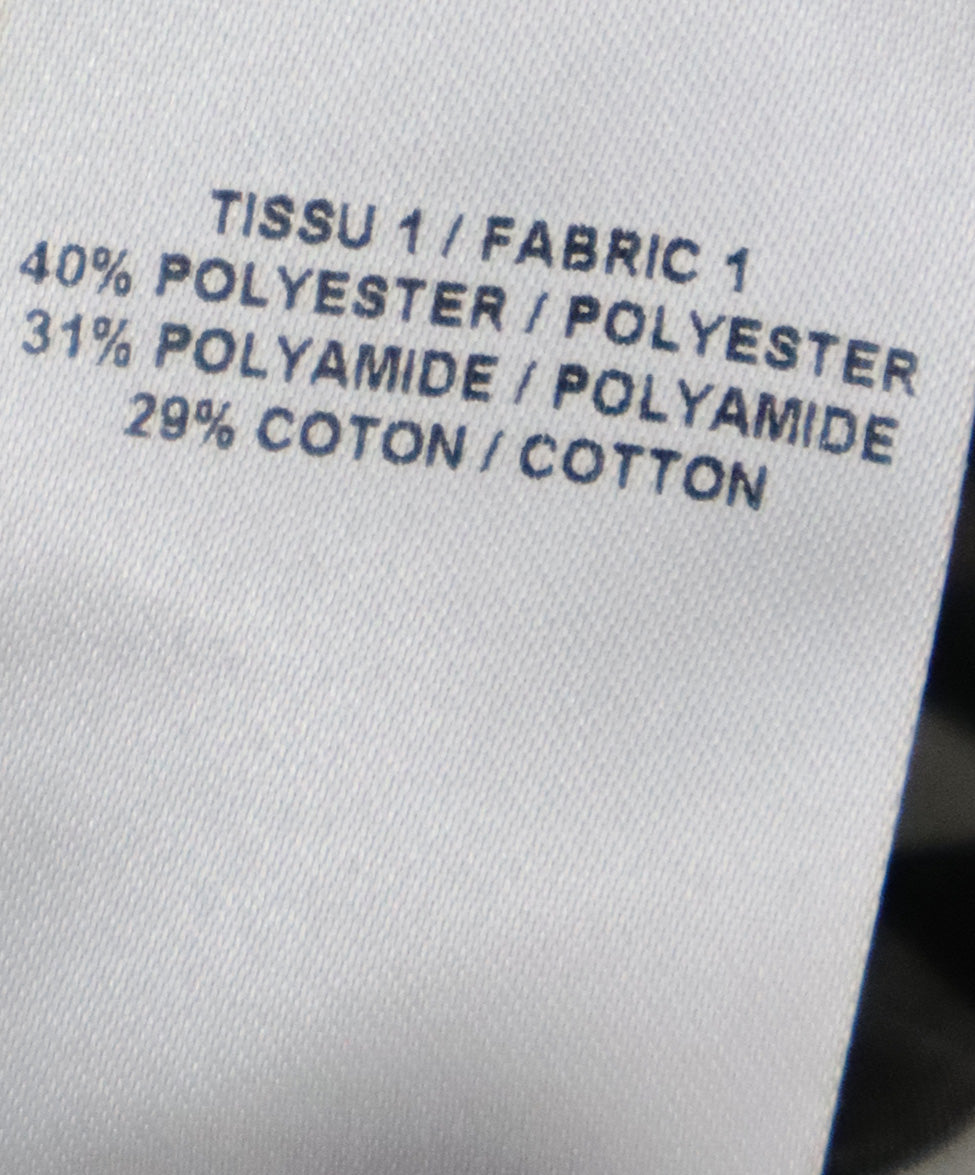 TISSU 1 / FABRIC 1
40% POLYESTER / POLYESTER
31% POLYAMIDE / POLYAMIDE
29% COTON / COTTON